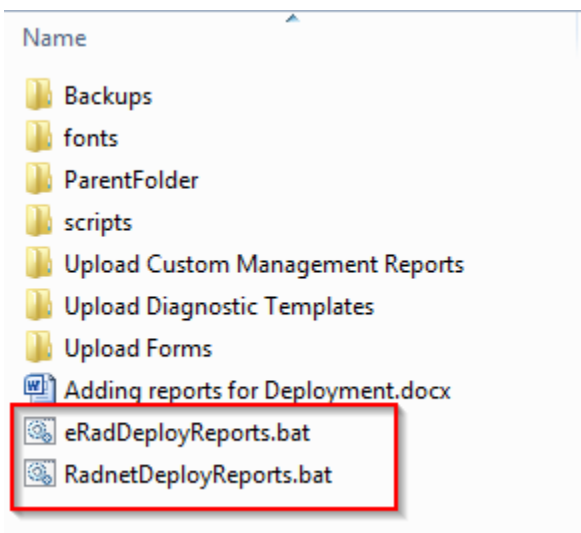 Name
Backups
fonts
ParentFolder
scripts
Upload Custom Management Reports
Upload Diagnostic Templates
Upload Forms
Adding reports for Deployment.docx
eRadDeployReports.bat
RadnetDeployReports.bat